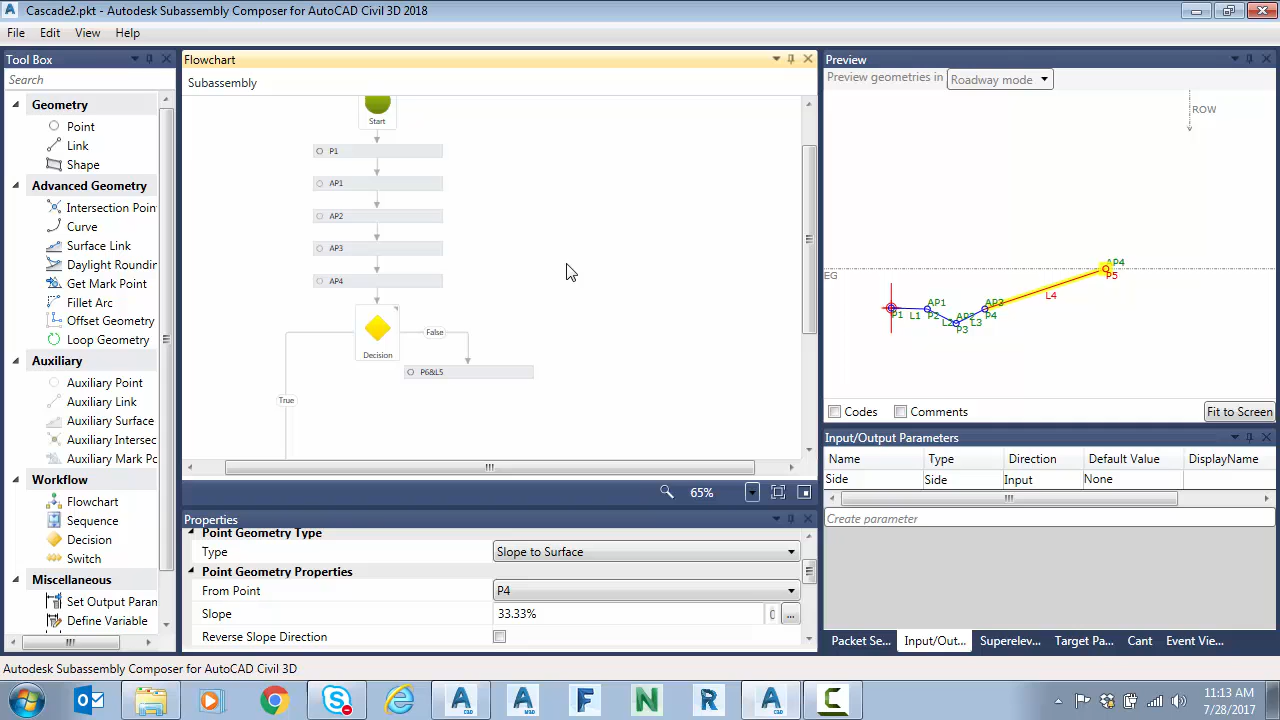 Cascade2.pkt - Autodesk Subassembly Composer for AutoCAD Civil 3D 2018
File Edit View Help
Tool Box
Search
Geometry
Point
Link
Shape
Advanced Geometry
Intersection Poin
Curve
Surface Link
Daylight Roundin
Get Mark Point
Fillet Arc
Offset Geometry
Loop Geometry
Auxiliary
Auxiliary Point
Auxiliary Link
Auxiliary Surface
Auxiliary Intersec
Auxiliary Mark Po
Workflow
Flowchart
Sequence
Decision
Switch
Miscellaneous
Set Output Paran
Define Variable
Flowchart
Subassembly
Start
P1
AP1
AP2
AP3
AP4
Decision
False
P6&L5
True
65%
Properties
Point Geometry Type
Type Slope to Surface
Point Geometry Properties
From Point P4
Slope 33.33% ...
Reverse Slope Direction
Preview
Preview geometries in Roadway mode
ROW
EG
AP4
P5
L4
AP1
P1 L1 P2
L2 P3 L3
P4
Codes Comments Fit to Screen
Input/Output Parameters
Name Type Direction Default Value DisplayName
Side Side Input None
Create parameter
Packet Se... Input/Out... Superelev... Target Pa... Cant Event Vie...
Autodesk Subassembly Composer for AutoCAD Civil 3D
11:13 AM
7/28/2017